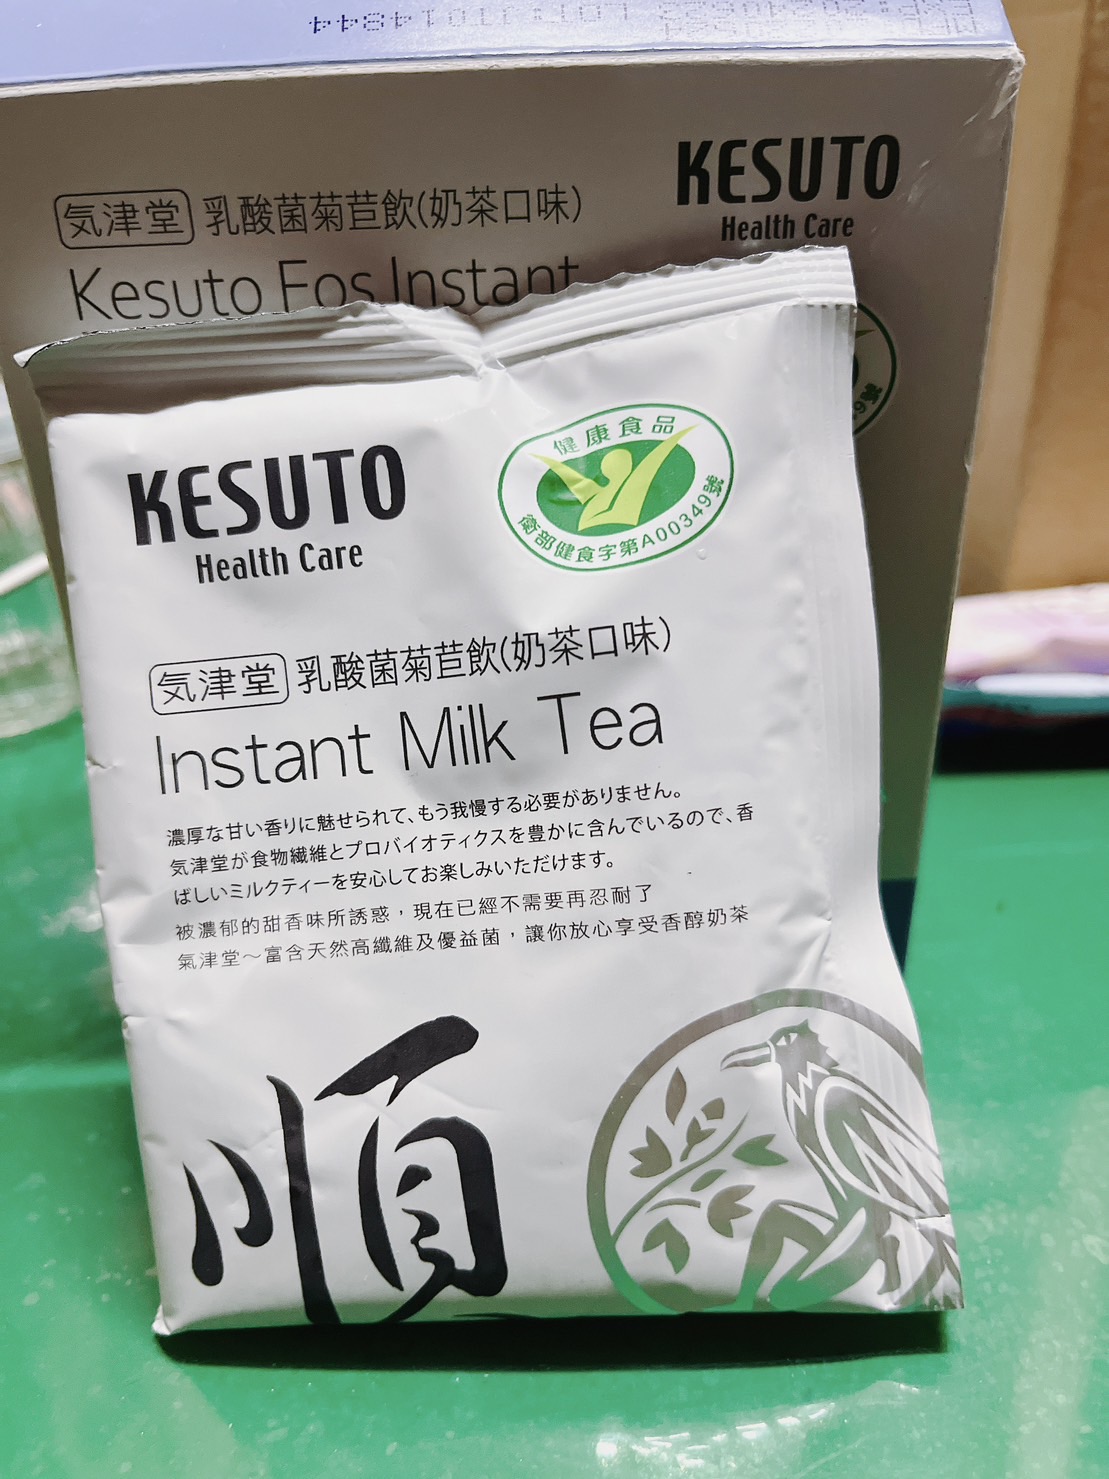 気津堂 乳酸菌菊苣飲(奶茶口味)
KESUTO
Health Care
Kesuto Fos Instant
KESUTO
Health Care
健康食品
衛部健食字第A00349號
気津堂 乳酸菌菊苣飲(奶茶口味)
Instant Milk Tea
濃厚な甘い香りに魅せられて、もう我慢する必要がありません。
気津堂が食物繊維とプロバイオティクスを豊かに含んでいるので、香
ばしいミルクティーを安心してお楽しみいただけます。
被濃郁的甜香味所誘惑，現在已經不需要再忍耐了
氣津堂～富含天然高纖維及優益菌，讓你放心享受香醇奶茶
順